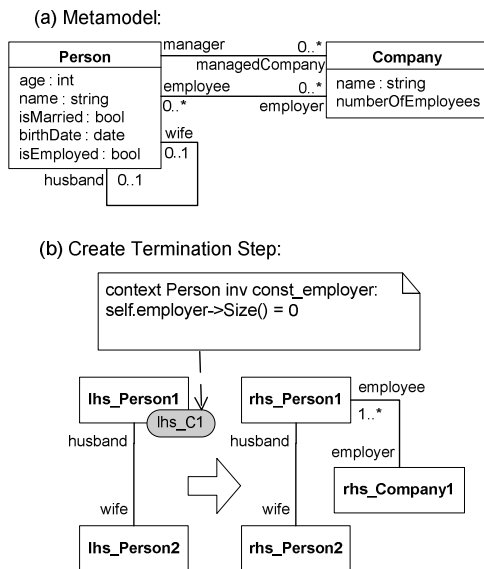 (a) Metamodel:
Person
age : int
name : string
isMarried : bool
birthDate : date
isEmployed : bool
manager
0..*
managedCompany
employee
0..*
0..*
employer
wife
0..1
husband
0..1
Company
name : string
numberOfEmployees
(b) Create Termination Step:
context Person inv const_employer:
self.employer->Size() = 0
lhs_Person1
lhs_C1
husband
wife
lhs_Person2
rhs_Person1
employee
1..*
husband
employer
rhs_Company1
wife
rhs_Person2